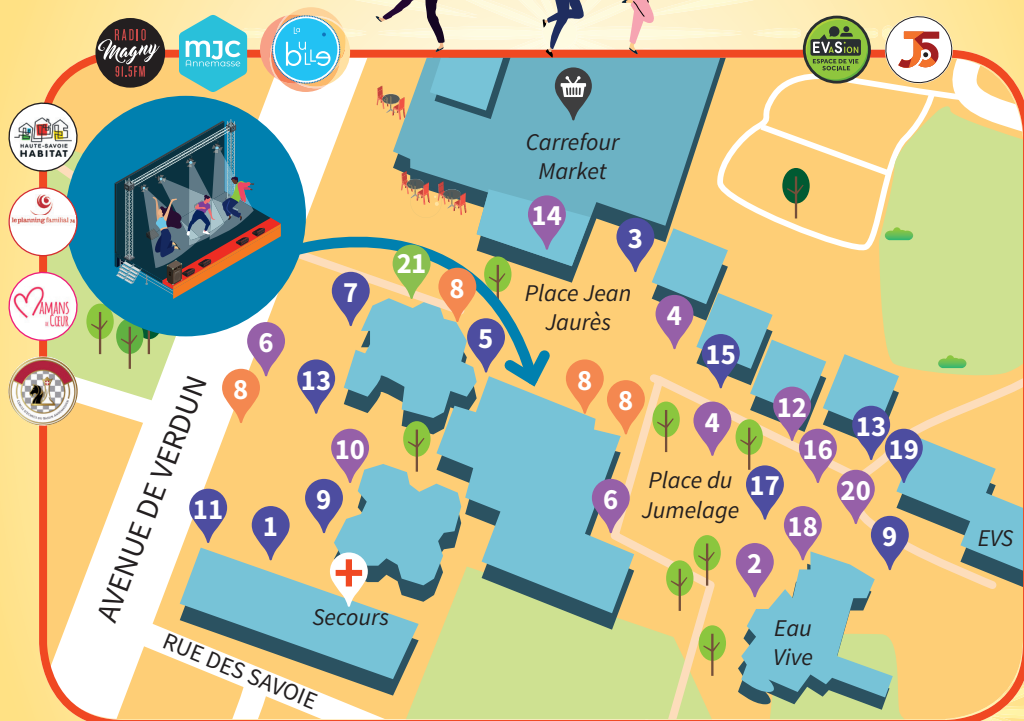 RADIO
Magny
91.5FM
mjc
Annemasse
La
bulle
EVASion
ESPACE DE VIE
SOCIALE
J5
HAUTE-SAVOIE
HABITAT
le planning familial 74
MAMANS
DE CŒUR
Carrefour
Market
14
3
21
8
7
Place Jean
Jaurès
4
5
6
15
13
8
8
8
12
4
13
10
16
19
Place du
Jumelage
17
20
6
9
11
1
18
9
2
EVS
AVENUE DE VERDUN
Secours
Eau
Vive
RUE DES SAVOIE